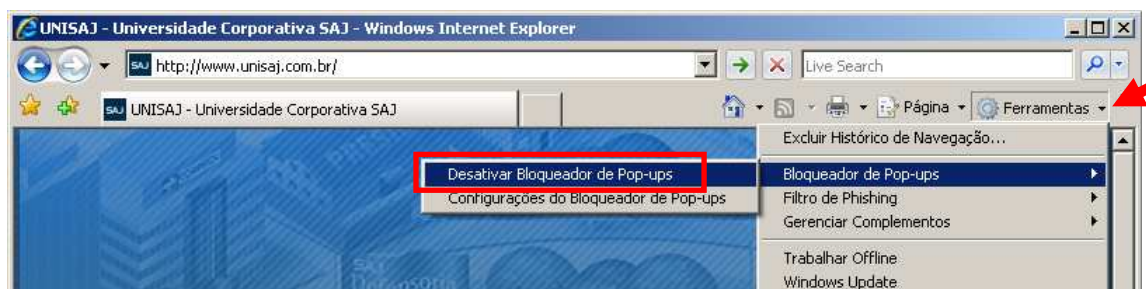 UNISAJ - Universidade Corporativa SAJ - Windows Internet Explorer
http://www.unisaj.com.br/
Live Search
UNISAJ - Universidade Corporativa SAJ
Página
Ferramentas
Excluir Histórico de Navegação...
Desativar Bloqueador de Pop-ups
Bloqueador de Pop-ups
Configurações do Bloqueador de Pop-ups
Filtro de Phishing
Gerenciar Complementos
Trabalhar Offline
Windows Update